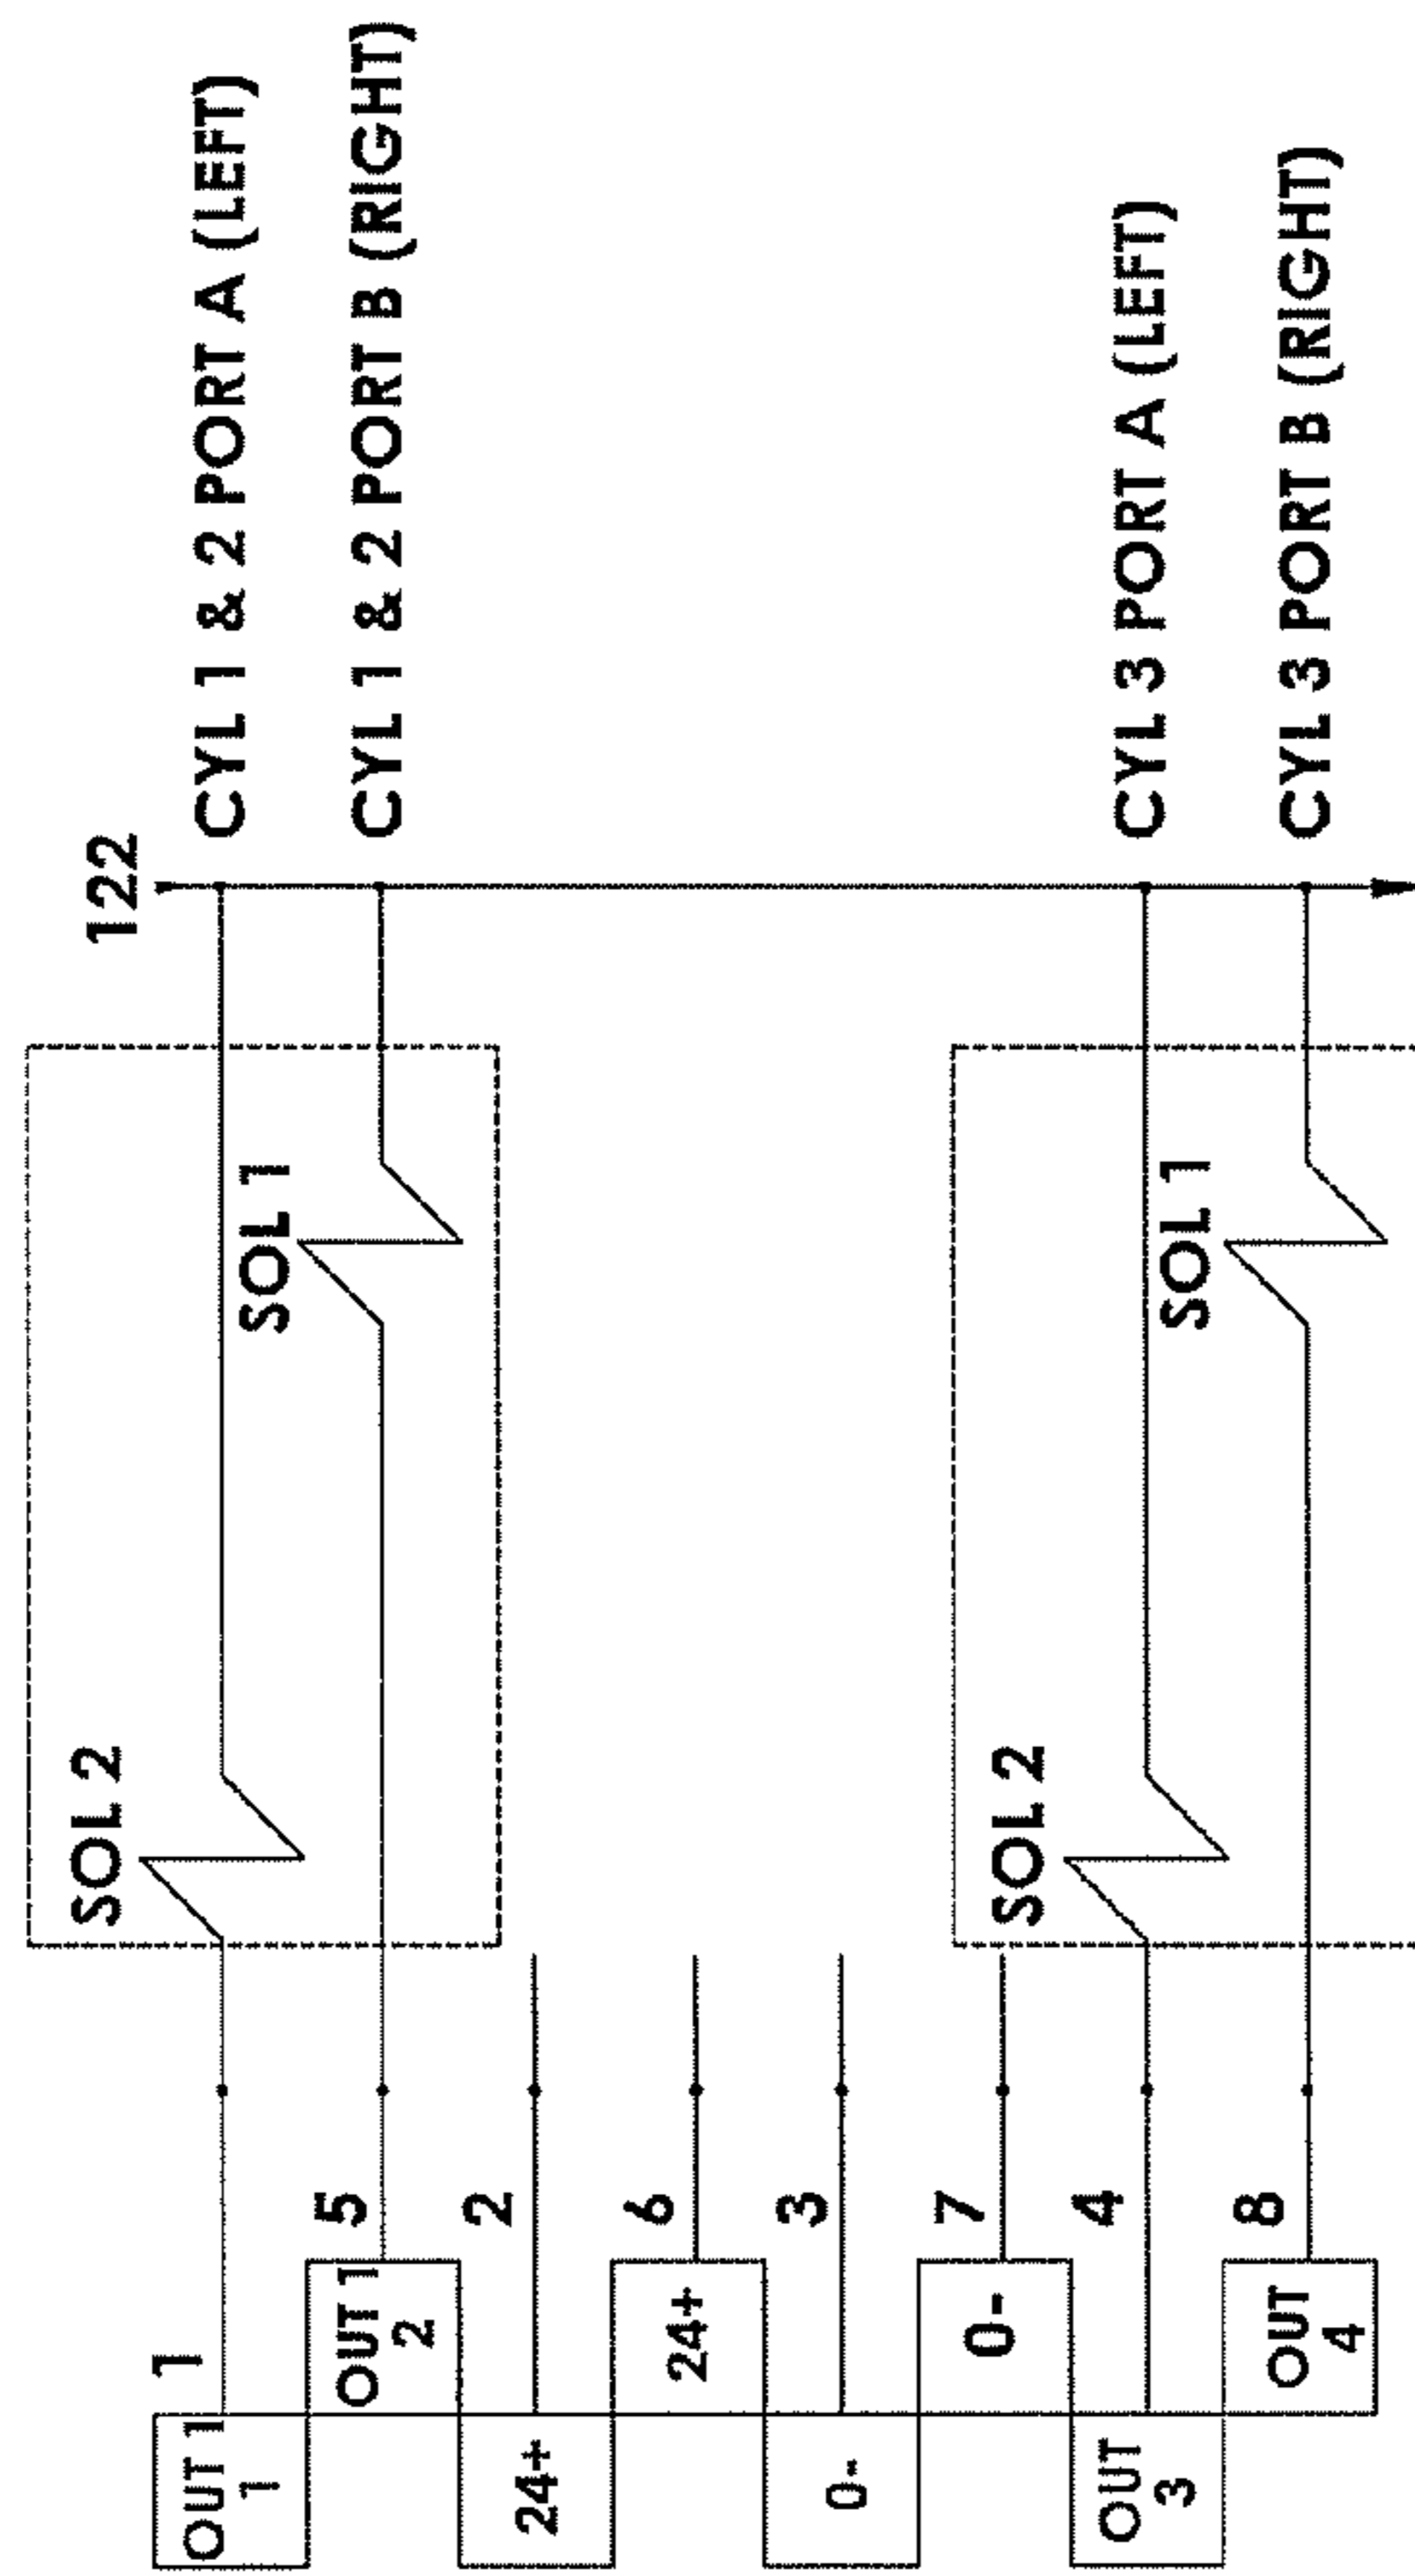 122
CYL 1 & 2 PORT A (LEFT)
SOL 2
1
OUT 1
1
CYL 1 & 2 PORT B (RIGHT)
SOL 1
5
OUT 1
2
2
24+
6
24+
3
0-
7
0-
CYL 3 PORT A (LEFT)
SOL 2
4
OUT
3
CYL 3 PORT B (RIGHT)
SOL 1
8
OUT
4